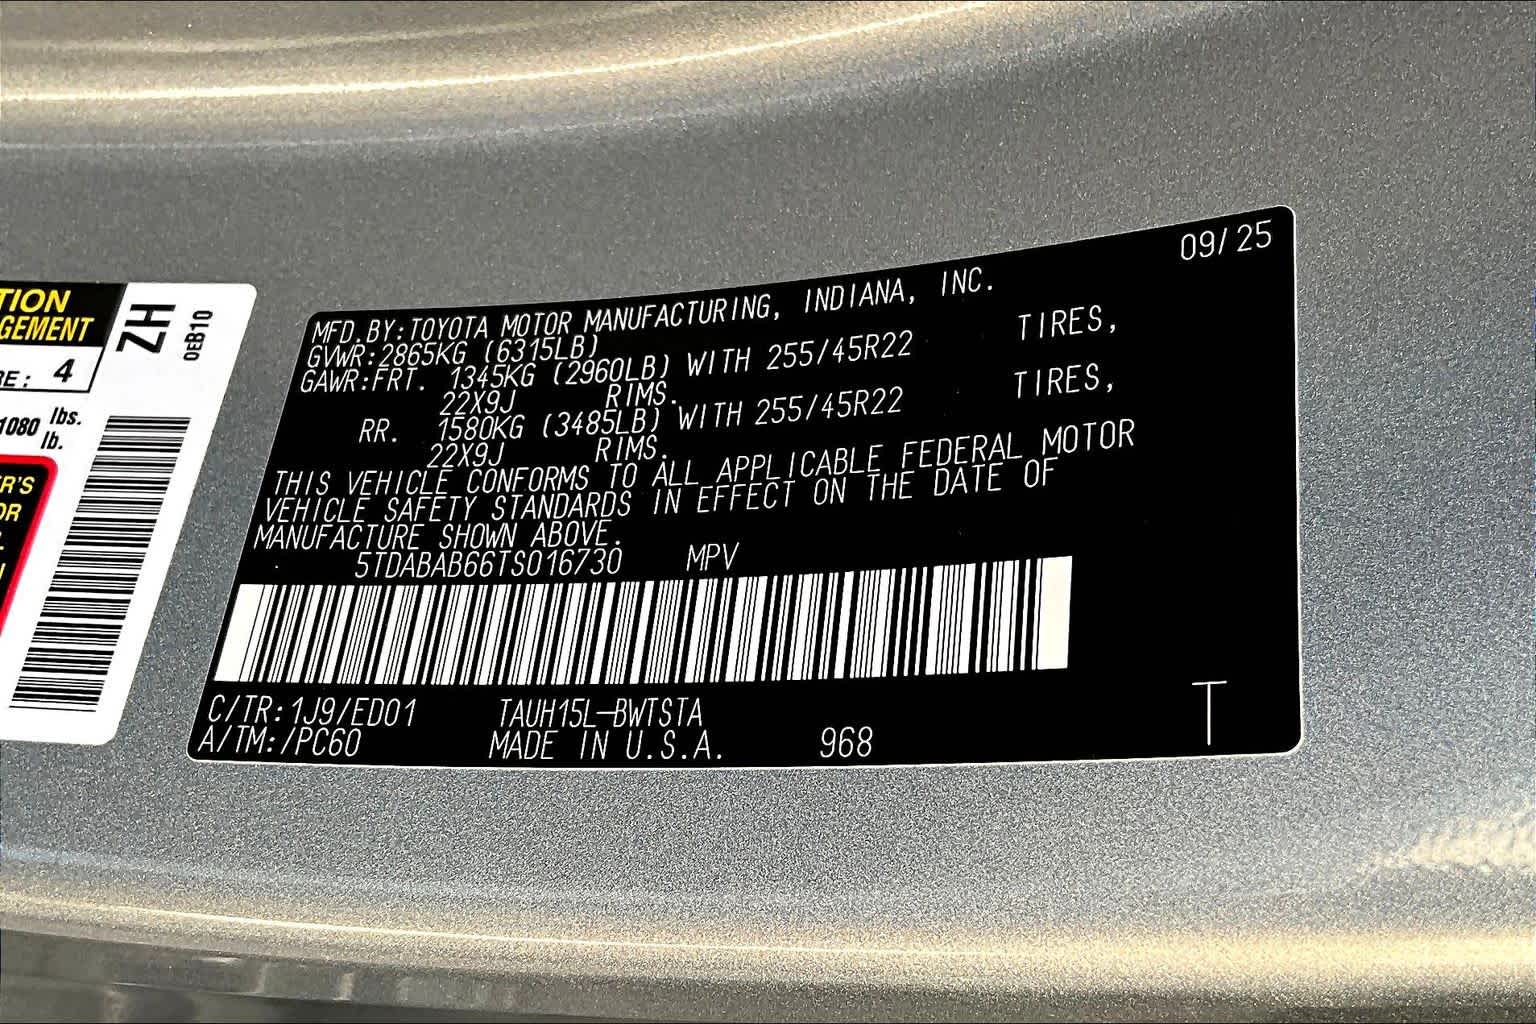 TION
GEMENT
RE: 4
1080 lbs.
lb.
R'S
OR
ZH
0EB10
09/25
MFD.BY:TOYOTA MOTOR MANUFACTURING, INDIANA, INC.
GVWR:2865KG (6315LB)
GAWR:FRT. 1345KG (2960LB) WITH 255/45R22 TIRES,
22X9J RIMS.
RR. 1580KG (3485LB) WITH 255/45R22 TIRES,
22X9J RIMS.
THIS VEHICLE CONFORMS TO ALL APPLICABLE FEDERAL MOTOR
VEHICLE SAFETY STANDARDS IN EFFECT ON THE DATE OF
MANUFACTURE SHOWN ABOVE.
5TDABAB66TS016730 MPV
C/TR:1J9/ED01 TAUH15L-BWTSTA
A/TM:/PC60 MADE IN U.S.A. 968
T